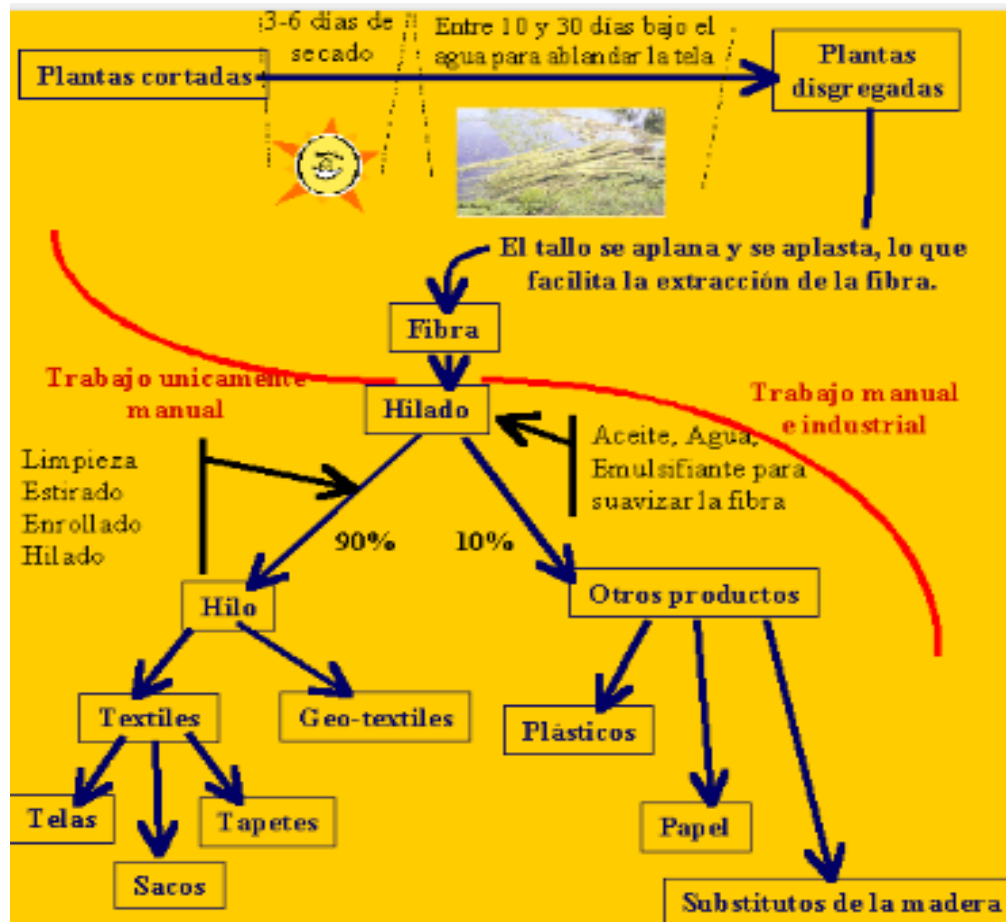 3-6 días de
secado
Entre 10 y 30 días bajo el
agua para ablandar la tela
Plantas cortadas
Plantas
disgregadas
El tallo se aplana y se aplasta, lo que
facilita la extracción de la fibra.
Fibra
Trabajo unicamente
manual
Hilado
Trabajo manual
e industrial
Limpieza
Estirado
Enrollado
Hilado
Aceite, Agua,
Emulsifiante para
suavizar la fibra
90%
10%
Hilo
Otros productos
Textiles
Geo-textiles
Plásticos
Telas
Tapetes
Papel
Sacos
Substitutos de la madera